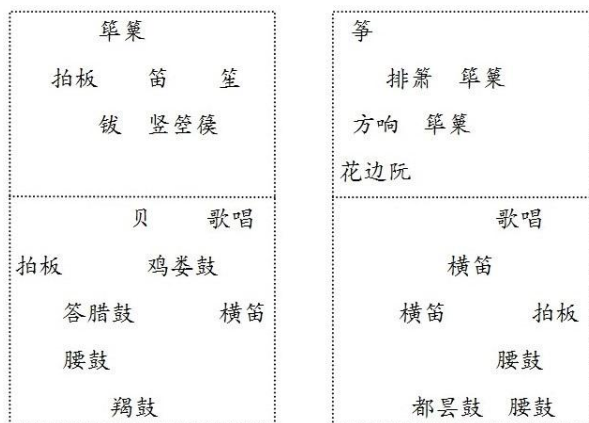 筚篥
拍板 笛 笙
钹 竖箜篌
贝 歌唱
拍板 鸡娄鼓
答腊鼓 横笛
腰鼓
羯鼓
筝
排箫 筚篥
方响 筚篥
花边阮
歌唱
横笛
横笛 拍板
腰鼓
都昙鼓 腰鼓